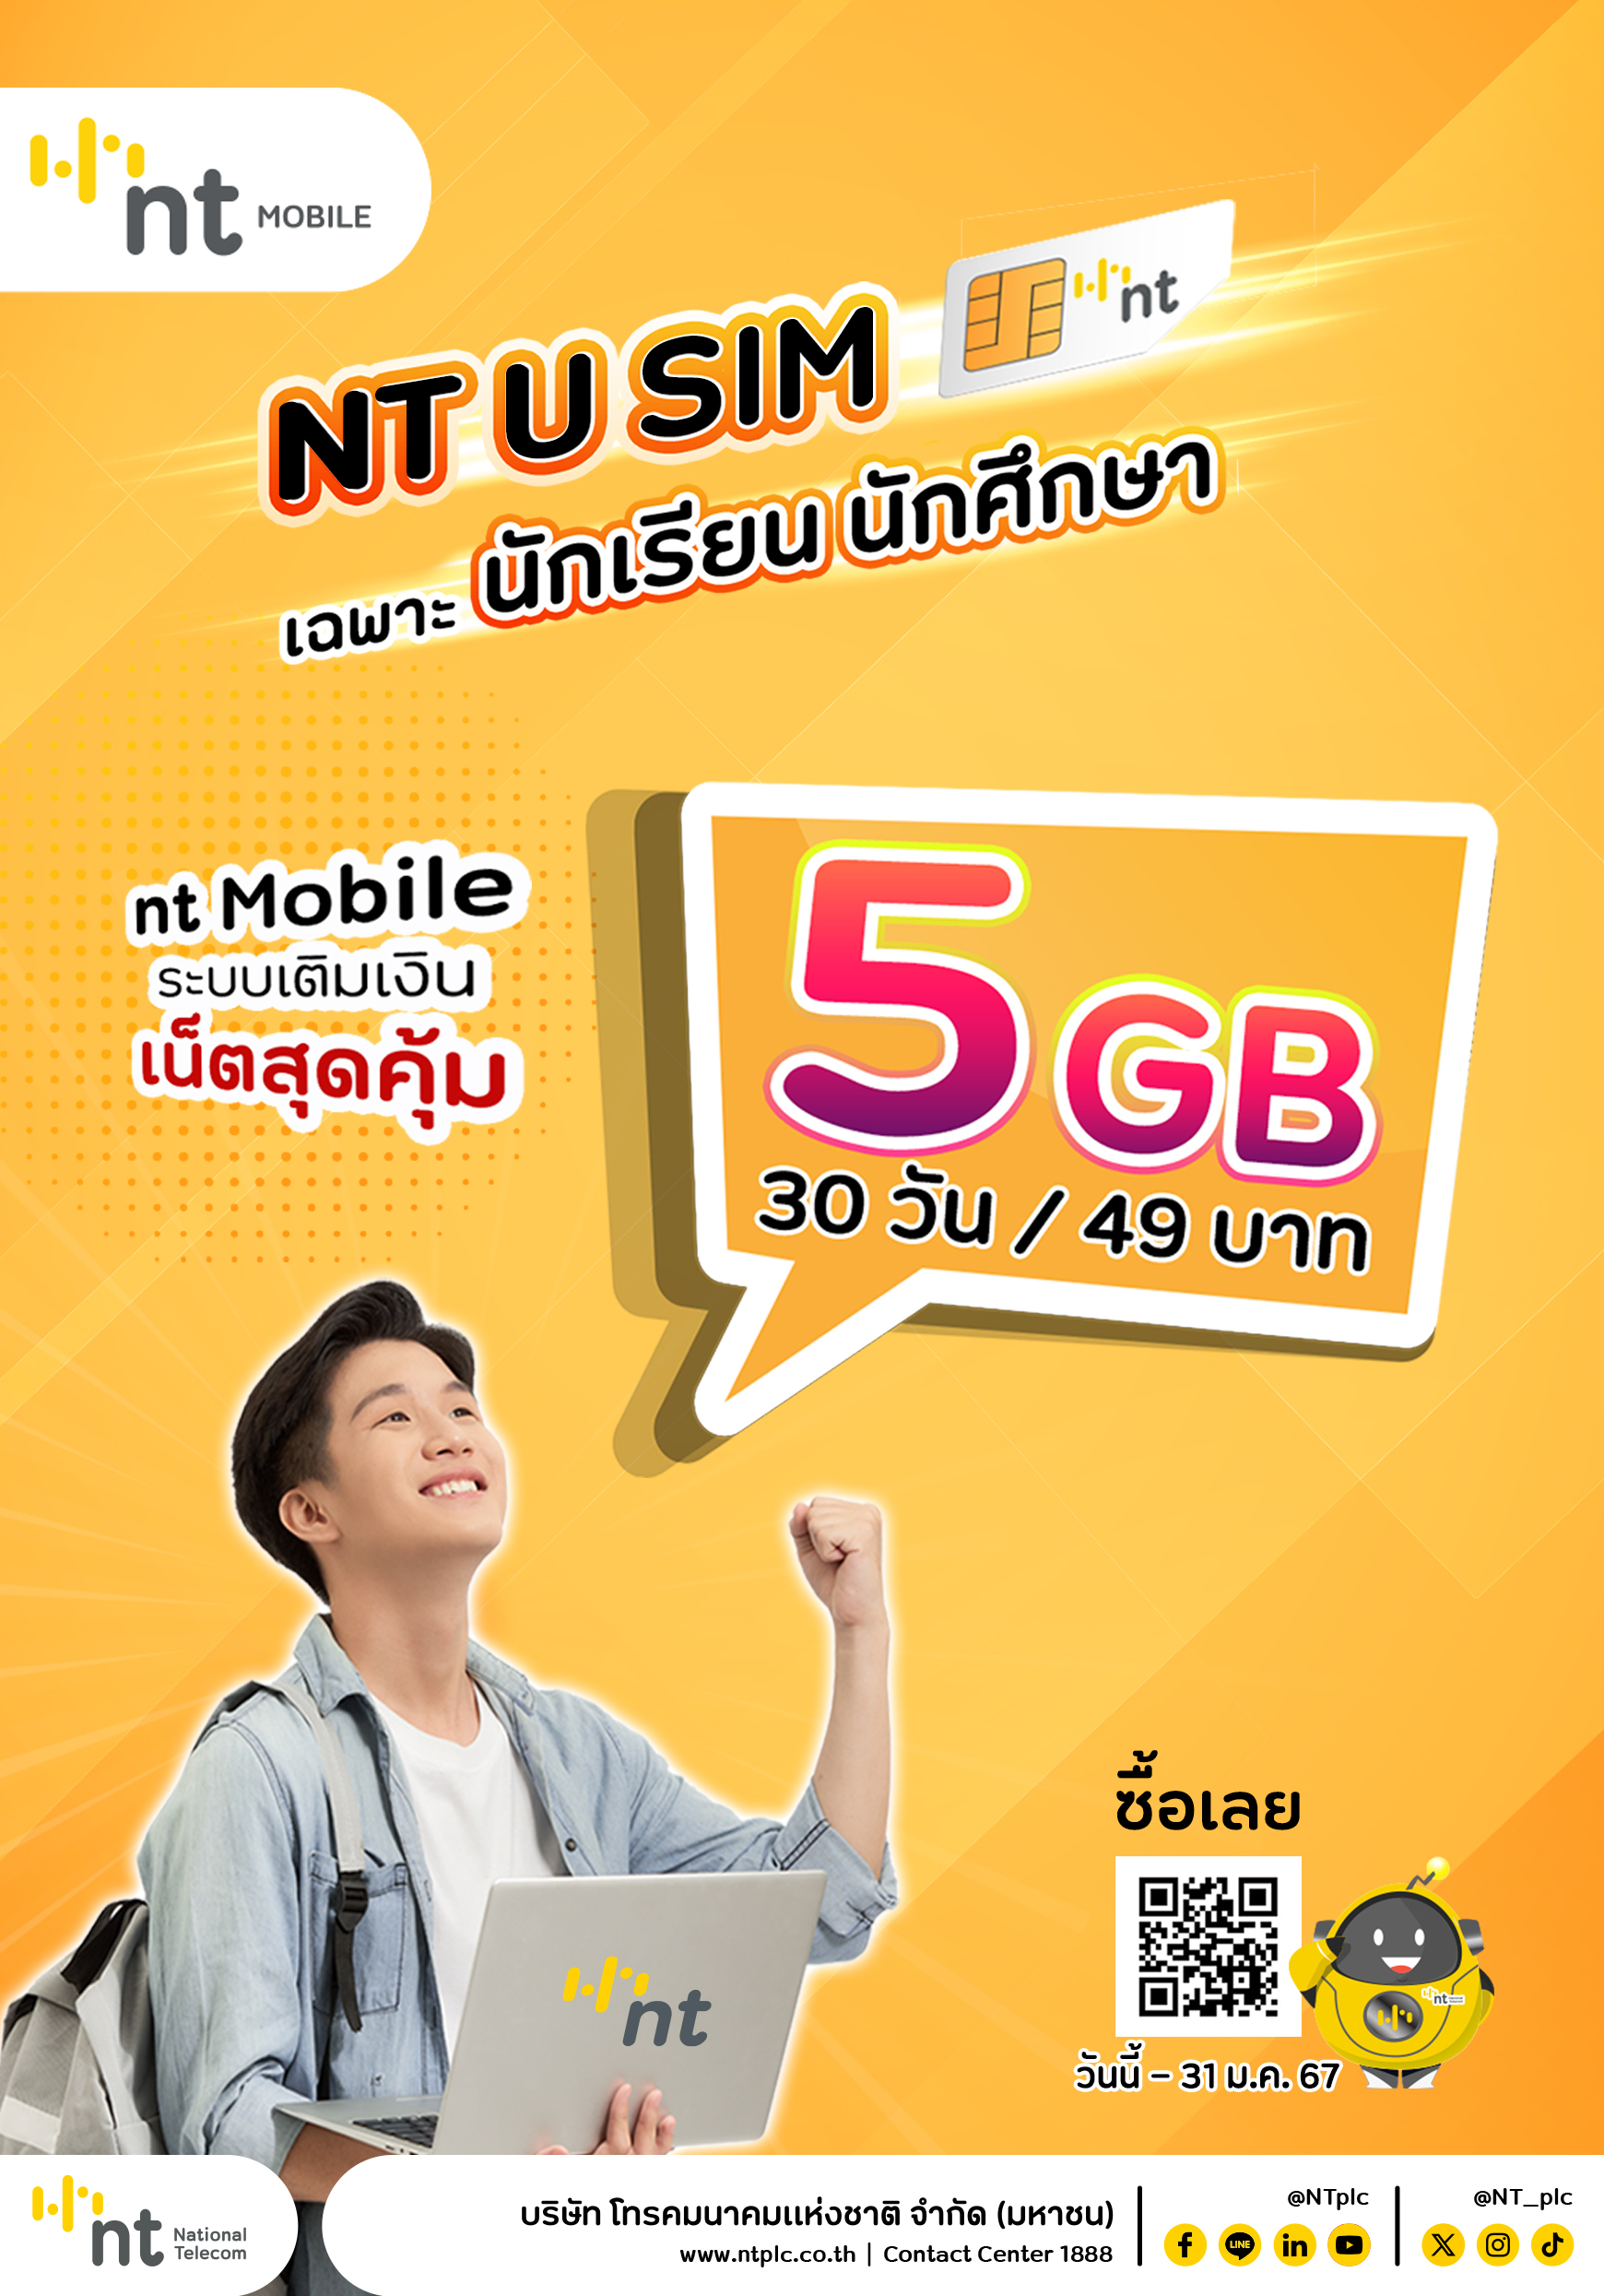 nt MOBILE
nt
NT U SIM
เฉพาะ นักเรียน นักศึกษา
nt Mobile
ระบบเติมเงิน
เน็ตสุดคุ้ม
5 GB
30 วัน / 49 บาท
nt
ซื้อเลย
nt
วันนี้ – 31 ม.ค. 67
nt National
Telecom
บริษัท โทรคมนาคมแห่งชาติ จำกัด (มหาชน)
www.ntplc.co.th | Contact Center 1888
@NTplc
LINE
@NT_plc